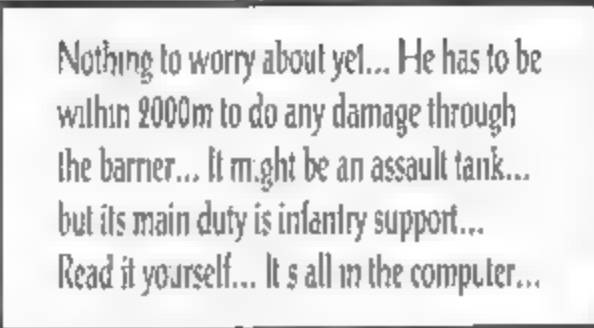 Nothing to worry about yet... He has to be
within 2000m to do any damage through
the barrier... It might be an assault tank...
but its main duty is infantry support...
Read it yourself... It's all in the computer...